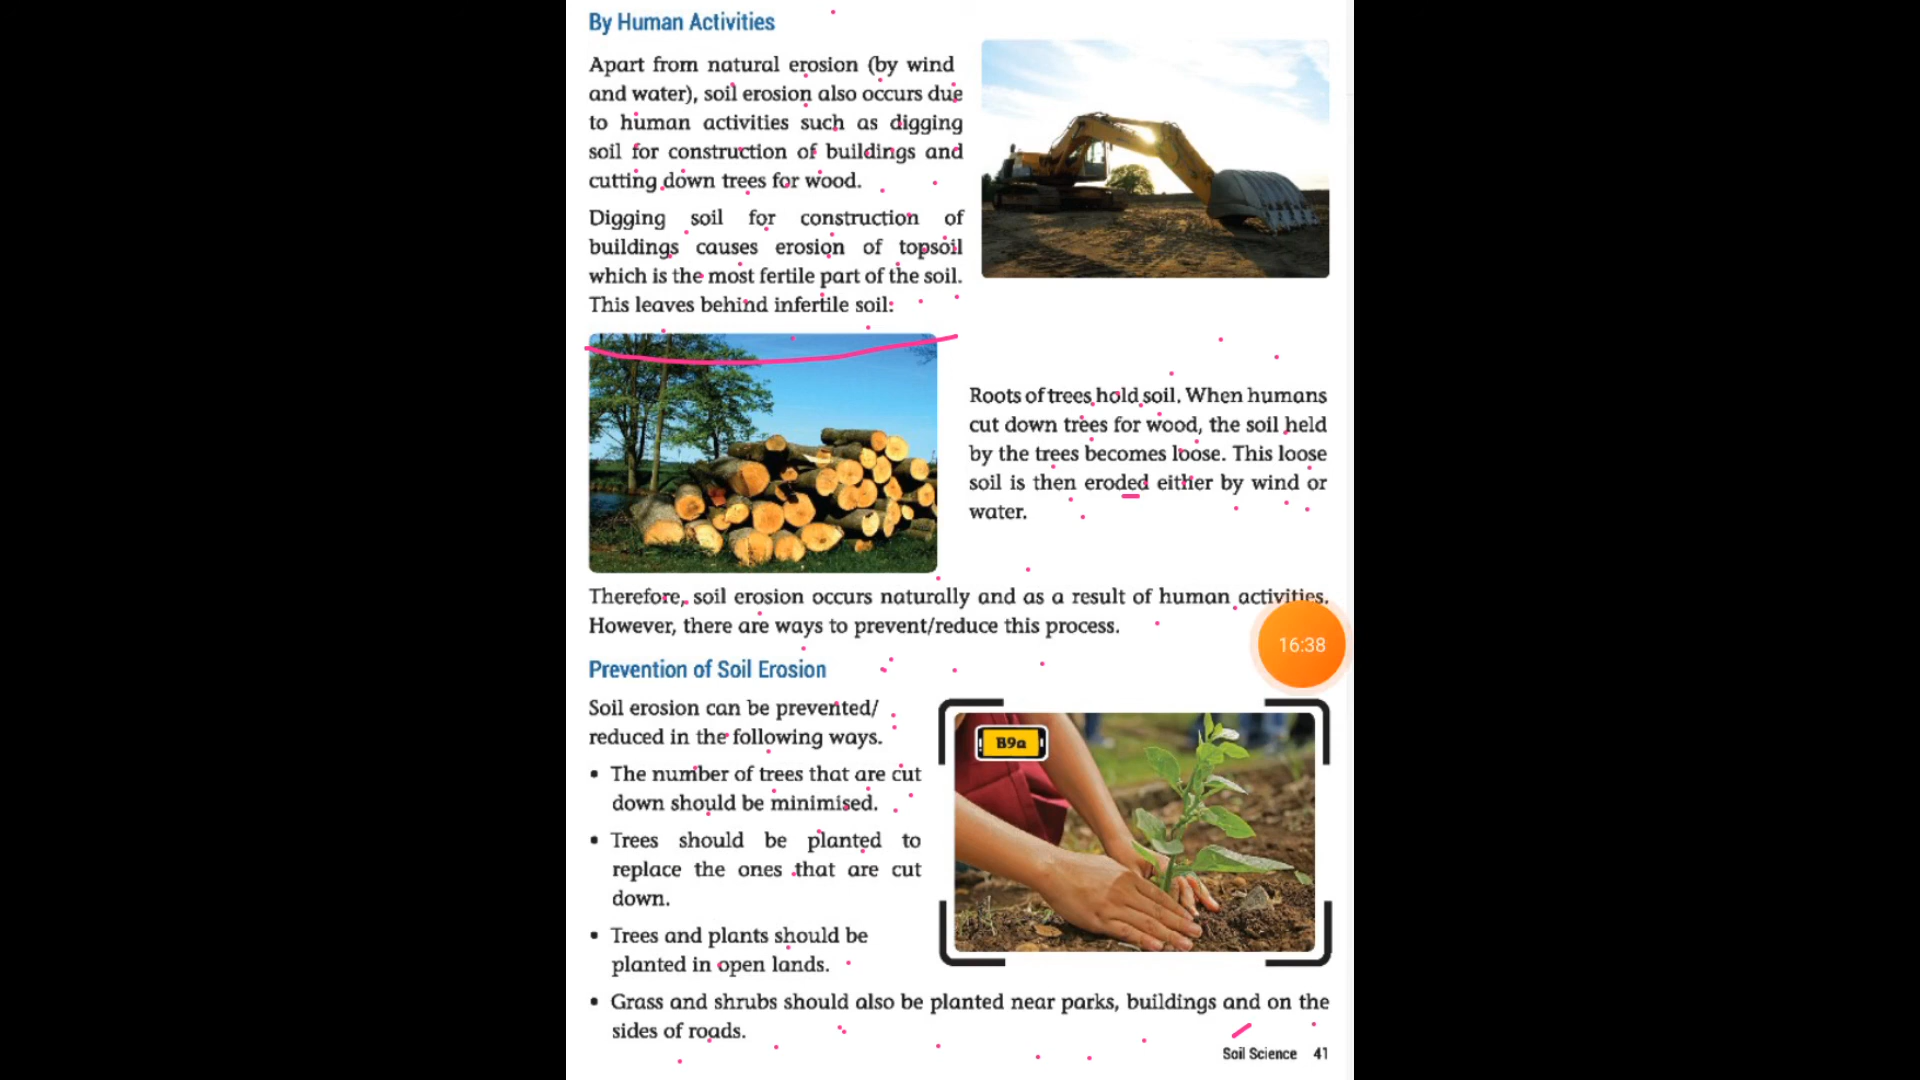 By Human Activities
Apart from natural erosion (by wind
and water), soil erosion also occurs due
to human activities such as digging
soil for construction of buildings and
cutting down trees for wood.
Digging soil for construction of
buildings causes erosion of topsoil
which is the most fertile part of the soil.
This leaves behind infertile soil.
Roots of trees hold soil. When humans
cut down trees for wood, the soil held
by the trees becomes loose. This loose
soil is then eroded either by wind or
water.
Therefore, soil erosion occurs naturally and as a result of human activities.
However, there are ways to prevent/reduce this process.
16:38
Prevention of Soil Erosion
Soil erosion can be prevented/
reduced in the following ways.
• The number of trees that are cut
down should be minimised.
• Trees should be planted to
replace the ones that are cut
down.
• Trees and plants should be
planted in open lands.
B9a
• Grass and shrubs should also be planted near parks, buildings and on the
sides of roads.
Soil Science 41